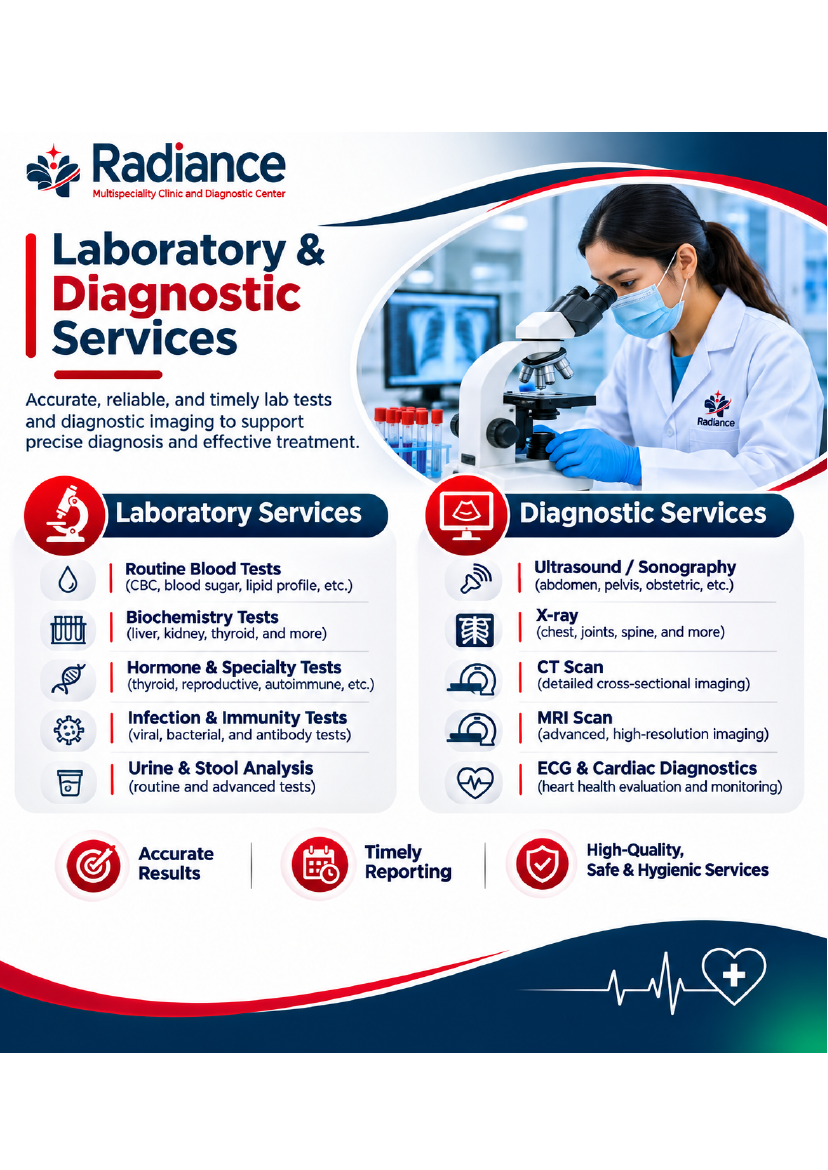 Radiance
Multispeciality Clinic and Diagnostic Center
Laboratory &
Diagnostic
Services
Accurate, reliable, and timely lab tests
and diagnostic imaging to support
precise diagnosis and effective treatment.
Radiance
Laboratory Services
Routine Blood Tests
(CBC, blood sugar, lipid profile, etc.)
Biochemistry Tests
(liver, kidney, thyroid, and more)
Hormone & Specialty Tests
(thyroid, reproductive, autoimmune, etc.)
Infection & Immunity Tests
(viral, bacterial, and antibody tests)
Urine & Stool Analysis
(routine and advanced tests)
Diagnostic Services
Ultrasound / Sonography
(abdomen, pelvis, obstetric, etc.)
X-ray
(chest, joints, spine, and more)
CT Scan
(detailed cross-sectional imaging)
MRI Scan
(advanced, high-resolution imaging)
ECG & Cardiac Diagnostics
(heart health evaluation and monitoring)
Accurate
Results
Timely
Reporting
High-Quality,
Safe & Hygienic Services